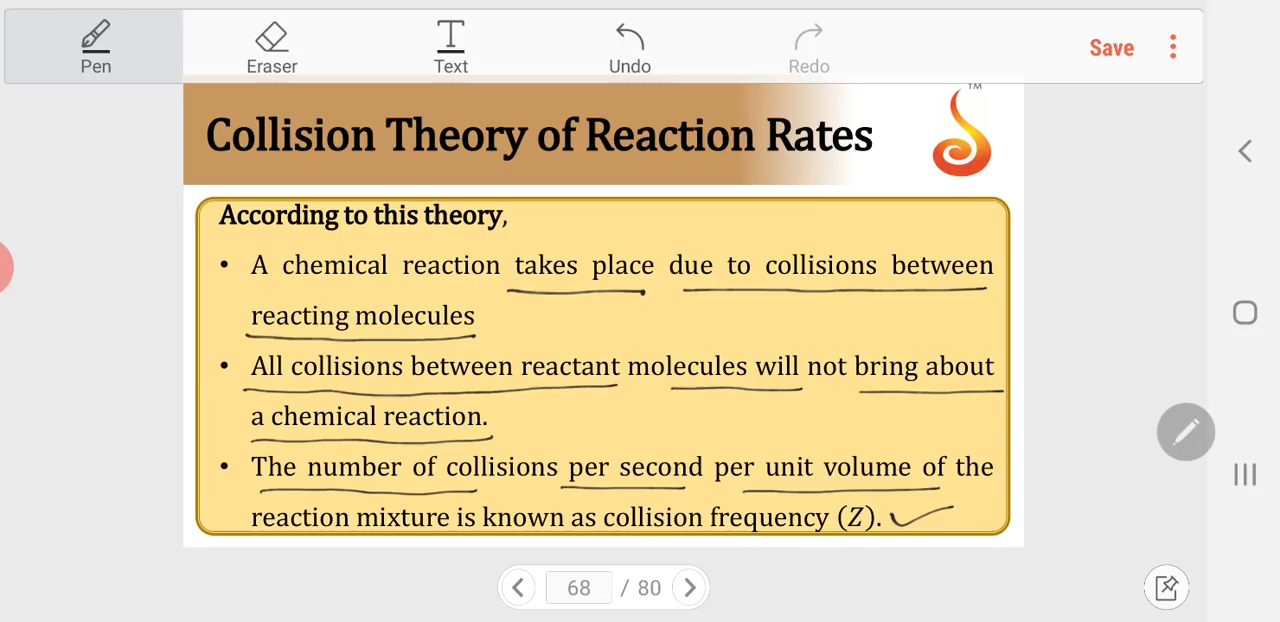 Pen
Eraser
Text
Undo
Redo
Save
TM
Collision Theory of Reaction Rates
According to this theory,
• A chemical reaction takes place due to collisions between
reacting molecules
• All collisions between reactant molecules will not bring about
a chemical reaction.
• The number of collisions per second per unit volume of the
reaction mixture is known as collision frequency (Z).
68 / 80